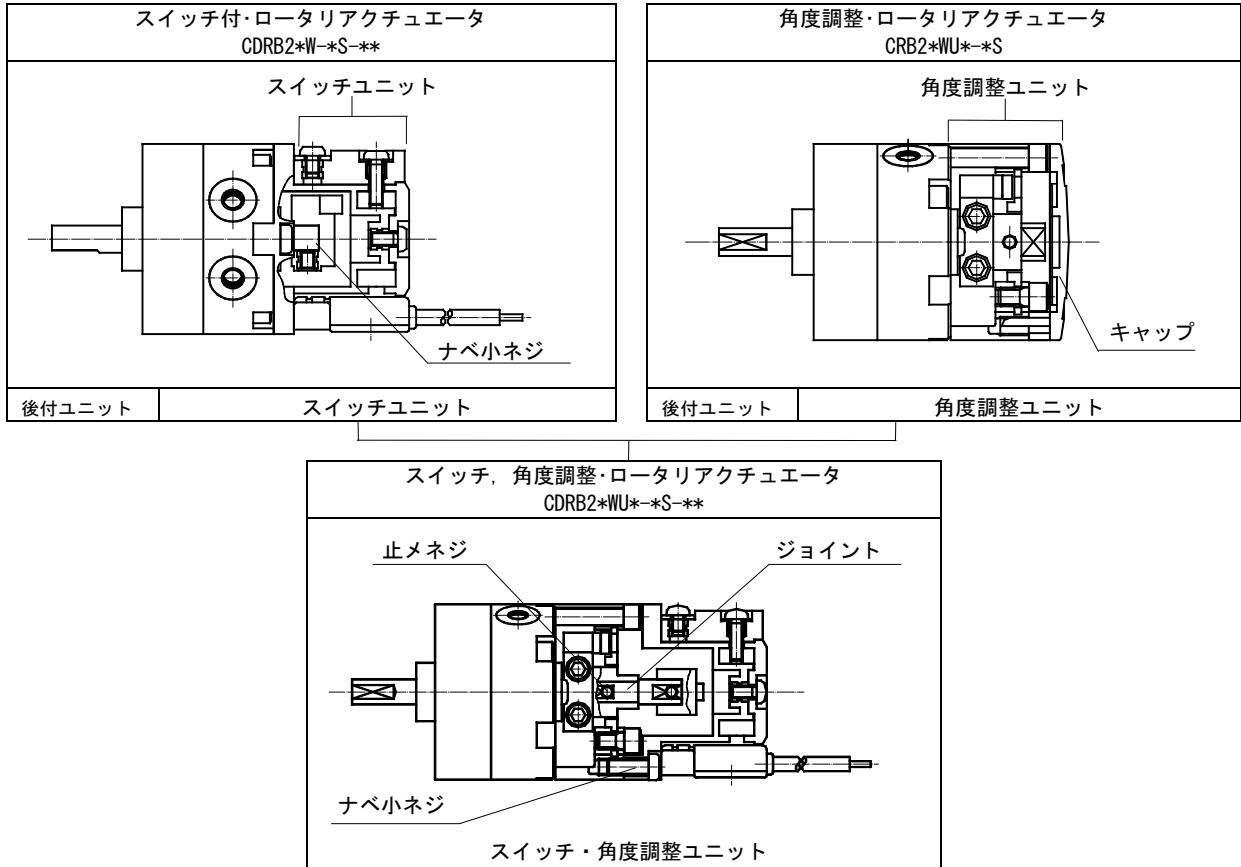 スイッチ付･ロータリアクチュエータ
CDRB2*W-*S-**
スイッチユニット
ナベ小ネジ
後付ユニット
スイッチユニット
角度調整･ロータリアクチュエータ
CRB2*WU*-*S
角度調整ユニット
キャップ
後付ユニット
角度調整ユニット
スイッチ, 角度調整･ロータリアクチュエータ
CDRB2*WU*-*S-**
止メネジ
ジョイント
ナベ小ネジ
スイッチ・角度調整ユニット